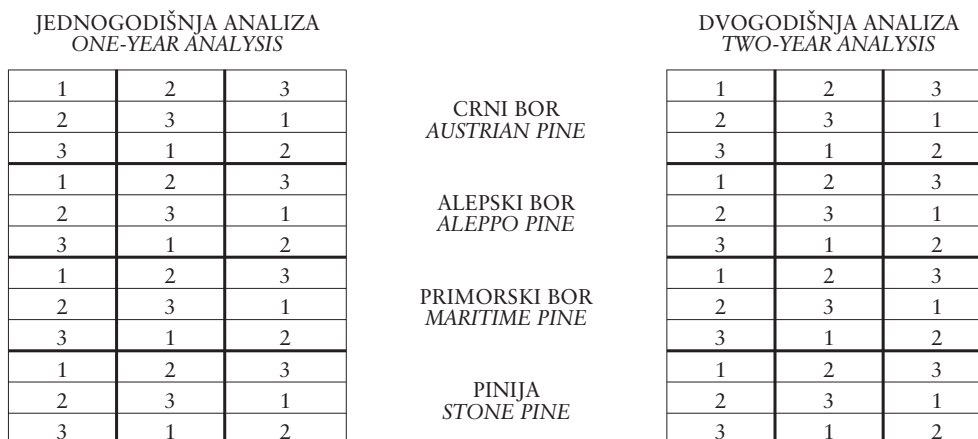 JEDNOGODIŠNJA ANALIZA
ONE-YEAR ANALYSIS
DVOGODIŠNJA ANALIZA
TWO-YEAR ANALYSIS
1 2 3
2 3 1
3 1 2
1 2 3
2 3 1
3 1 2
1 2 3
2 3 1
3 1 2
1 2 3
2 3 1
3 1 2
CRNI BOR
AUSTRIAN PINE
ALEPSKI BOR
ALEPPO PINE
PRIMORSKI BOR
MARITIME PINE
PINIJA
STONE PINE
1 2 3
2 3 1
3 1 2
1 2 3
2 3 1
3 1 2
1 2 3
2 3 1
3 1 2
1 2 3
2 3 1
3 1 2